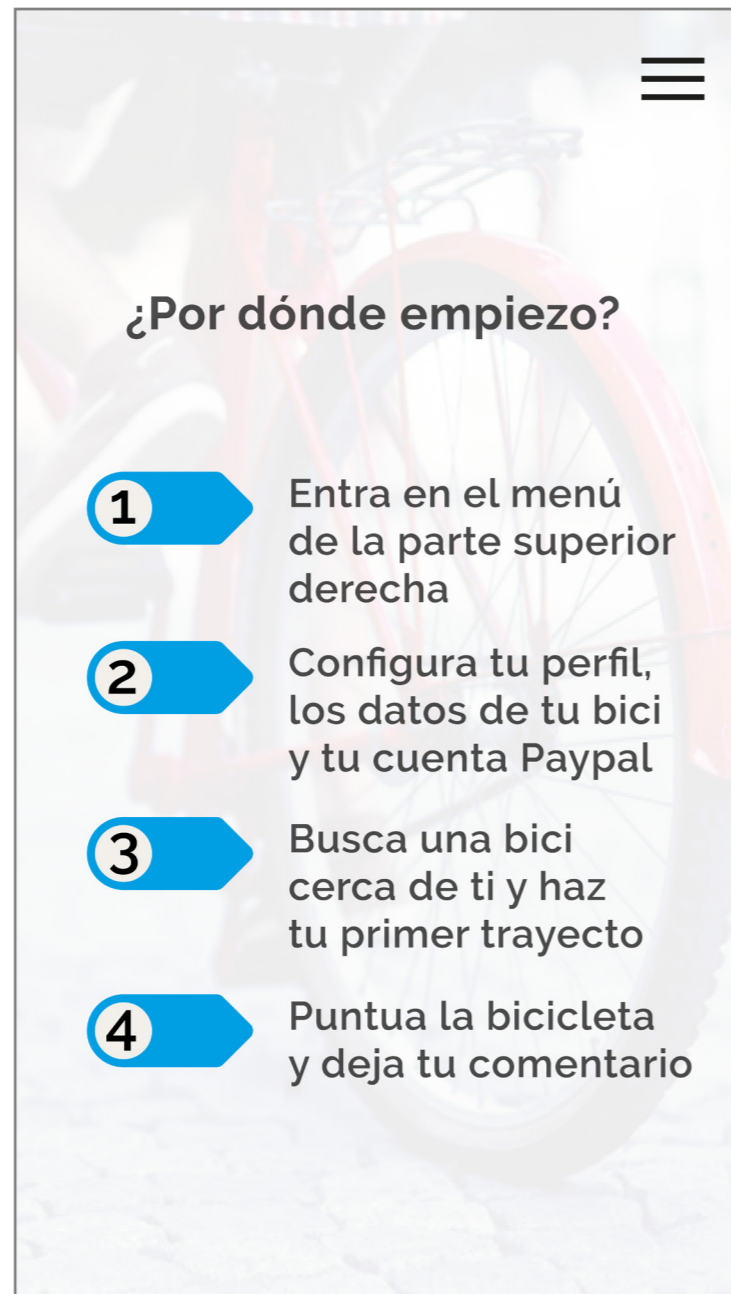 ¿Por dónde empiezo?
1
Entra en el menú
de la parte superior
derecha
2
Configura tu perfil,
los datos de tu bici
y tu cuenta Paypal
3
Busca una bici
cerca de ti y haz
tu primer trayecto
4
Puntua la bicicleta
y deja tu comentario